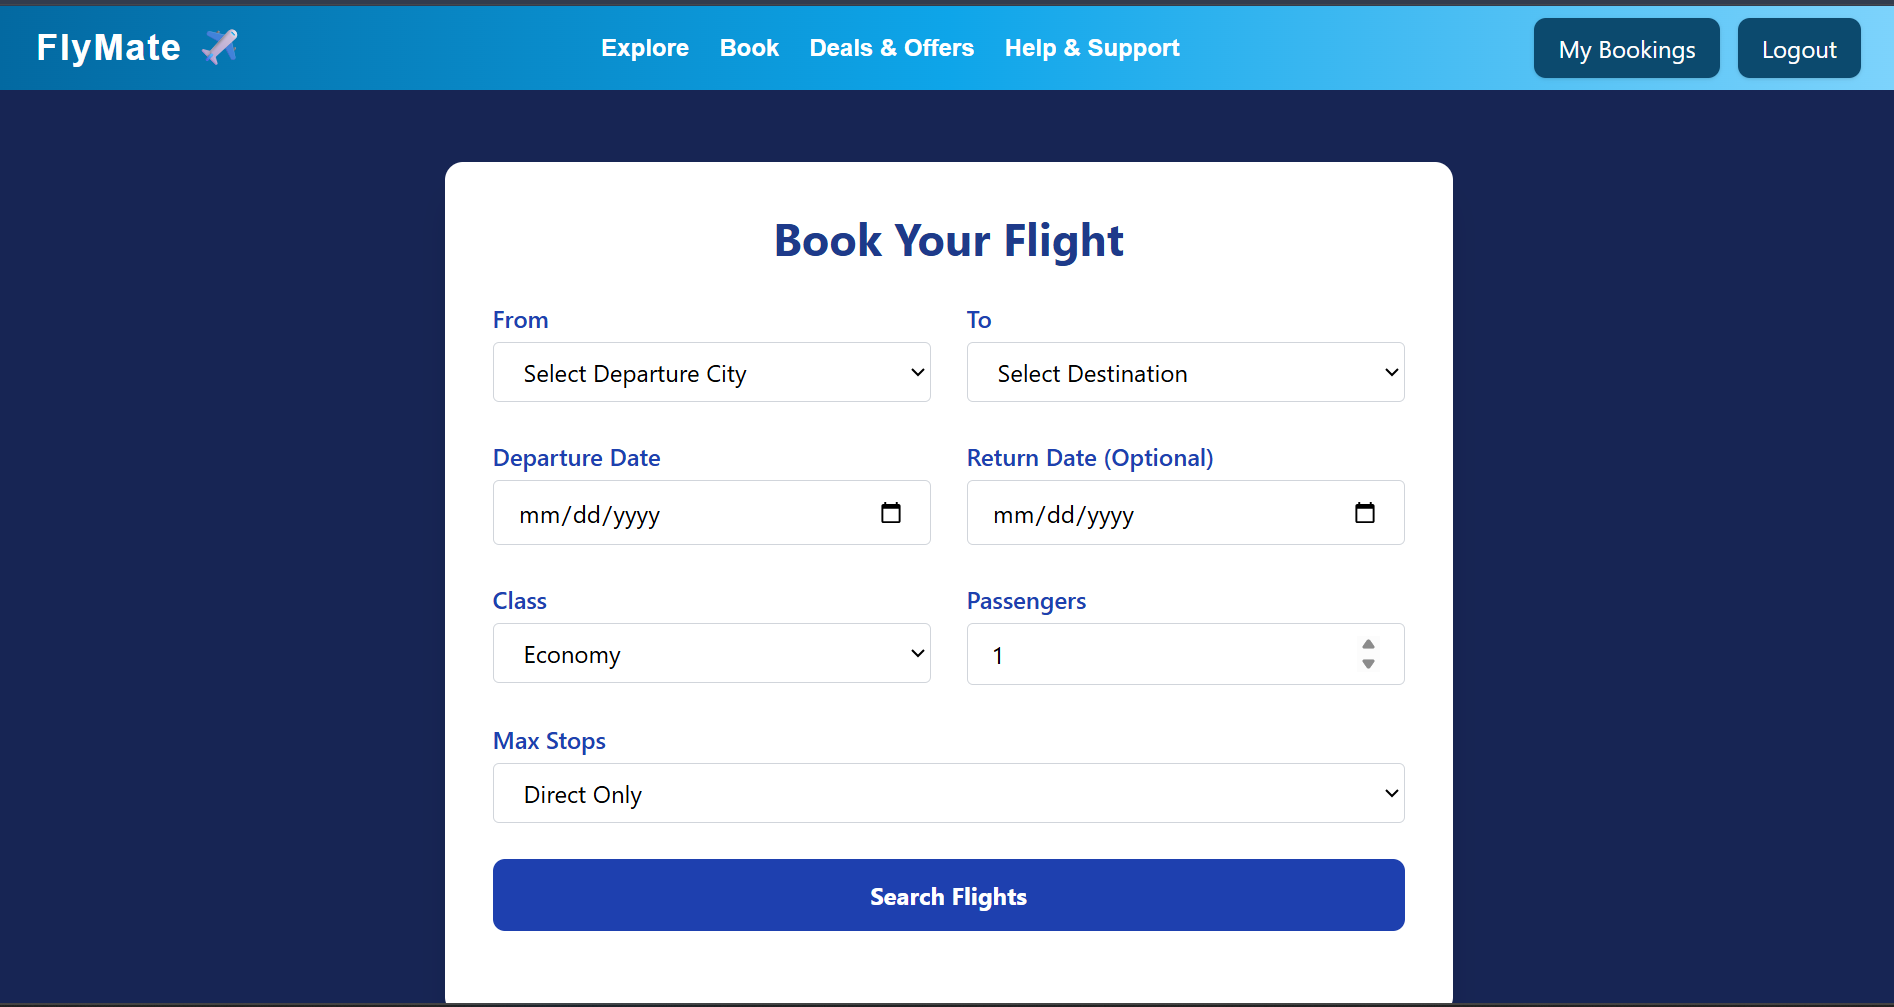 FlyMate
Explore Book Deals & Offers Help & Support
My Bookings Logout
Book Your Flight
From To
Select Departure City Select Destination
Departure Date Return Date (Optional)
mm/dd/yyyy mm/dd/yyyy
Class Passengers
Economy 1
Max Stops
Direct Only
Search Flights